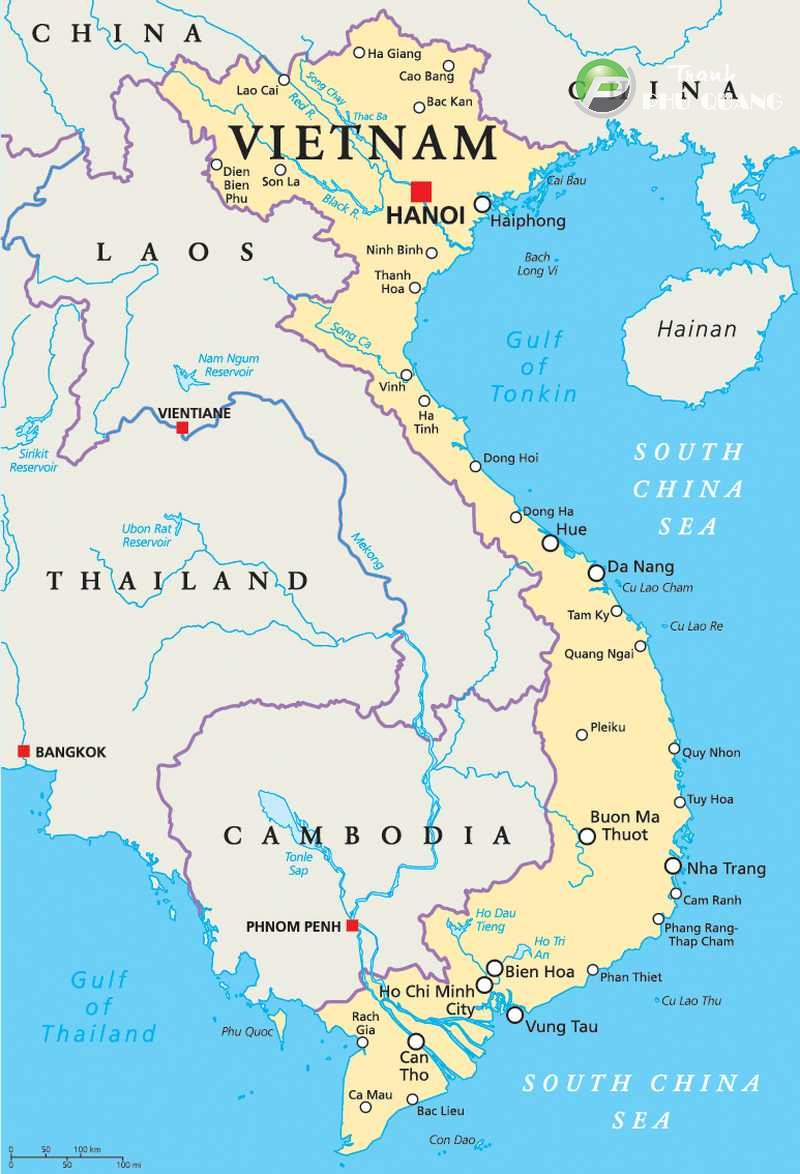 CHINA
Ha Giang
Cao Bang
Lao Cai
Song Chay
Red R.
Thac Ba
Bac Kan
CHINA
Tranh
PHÚ QUANG
VIETNAM
Dien
Bien
Phu
Son La
Black R.
HANOI
Haiphong
Cai Bau
LAOS
Ninh Binh
Thanh
Hoa
Bach
Long Vi
Song Ca
Gulf
of
Tonkin
Hainan
Nam Ngum
Reservoir
Vinh
Ha
Tinh
VIENTIANE
Sirikit
Reservoir
Dong Hoi
SOUTH
CHINA
SEA
Ubon Rat
Reservoir
Mekong
Dong Ha
Hue
THAILAND
Da Nang
Cu Lao Cham
Tam Ky
Cu Lao Re
Quang Ngai
Pleiku
BANGKOK
Quy Nhon
Tuy Hoa
Buon Ma
Thuot
CAMBODIA
Tonle
Sap
Nha Trang
Cam Ranh
PHNOM PENH
Ho Dau
Tieng
Ho Tri
An
Phang Rang-
Thap Cham
Bien Hoa
Phan Thiet
Gulf
of
Thailand
Ho Chi Minh
City
Cu Lao Thu
Phu Quoc
Rach
Gia
Vung Tau
Can
Tho
Ca Mau
Bac Lieu
SOUTH CHINA
SEA
Con Dao
0 50 100 km
0 50 100 mi